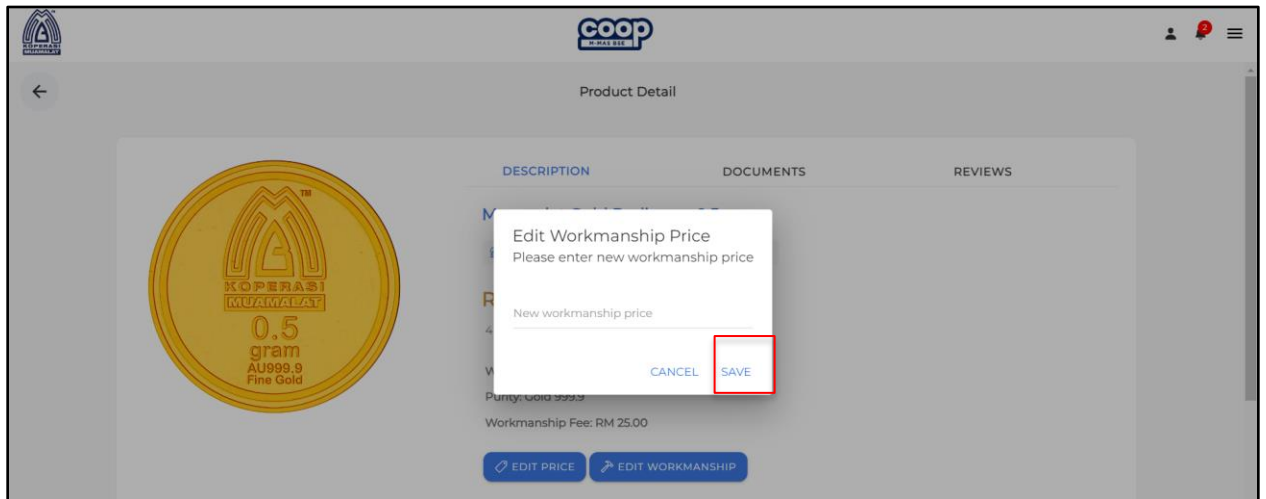 KOPERASI
MUAMALAT
coop
M-MAS BSE
2
Product Detail
DESCRIPTION
DOCUMENTS
REVIEWS
TM
KOPERASI
MUAMALAT
0.5
gram
AU999.9
Fine Gold
Edit Workmanship Price
Please enter new workmanship price
New workmanship price
CANCEL
SAVE
Purity: Gold 999.9
Workmanship Fee: RM 25.00
EDIT PRICE
EDIT WORKMANSHIP